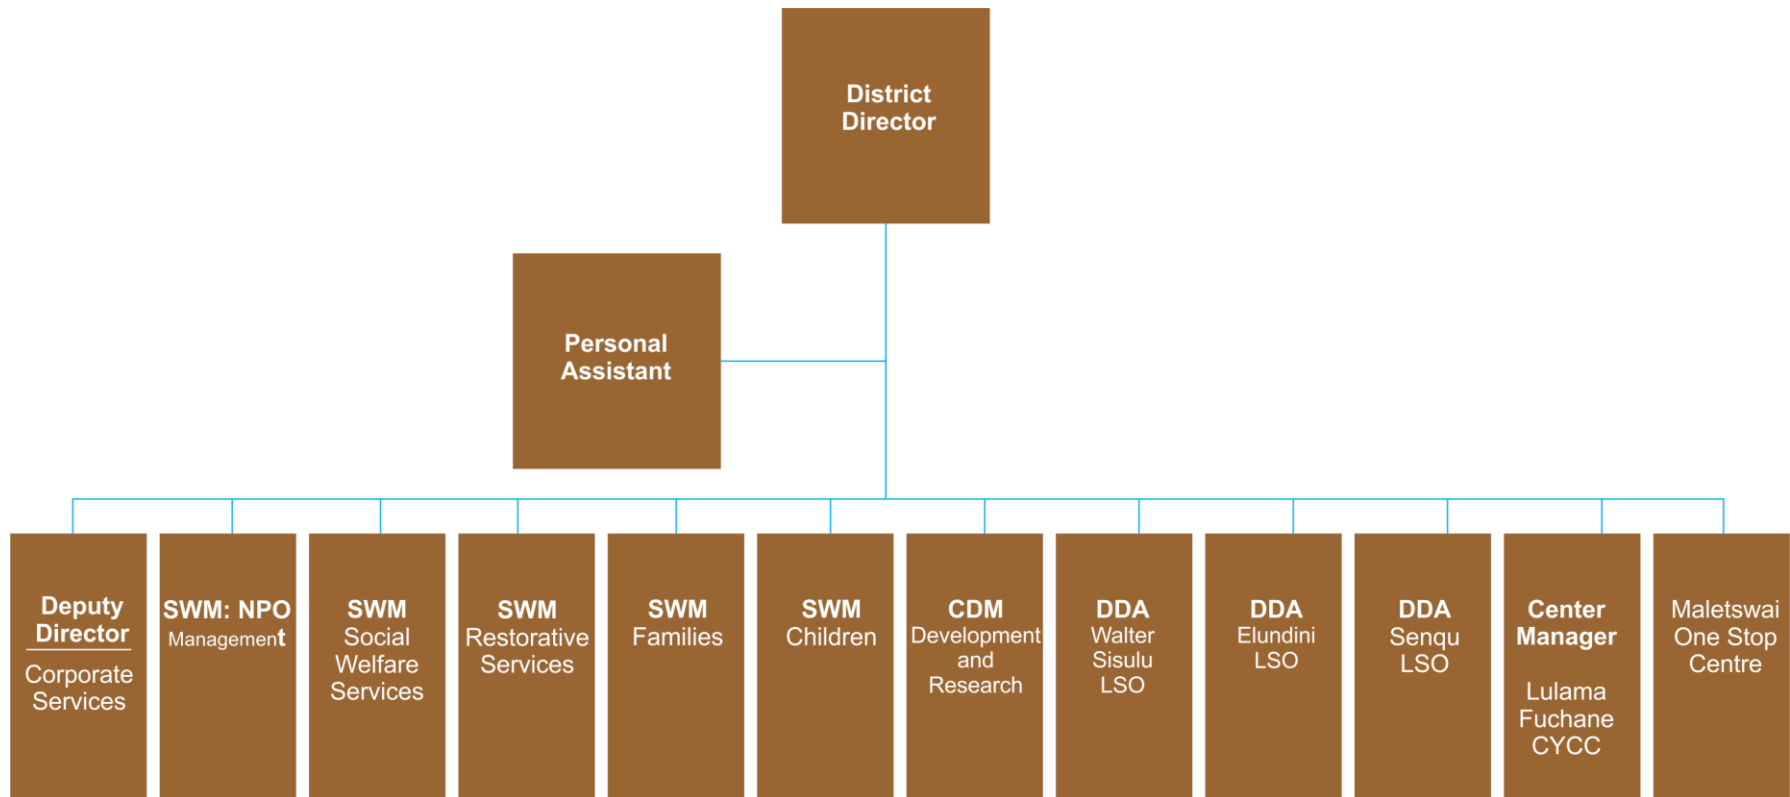 District
Director
Personal
Assistant
Deputy
Director
Corporate
Services
SWM: NPO
Management
SWM
Social
Welfare
Services
SWM
Restorative
Services
SWM
Families
SWM
Children
CDM
Development
and
Research
DDA
Walter
Sisulu
LSO
DDA
Elundini
LSO
DDA
Senqu
LSO
Center
Manager
Lulama
Fuchane
CYCC
Maletswai
One Stop
Centre